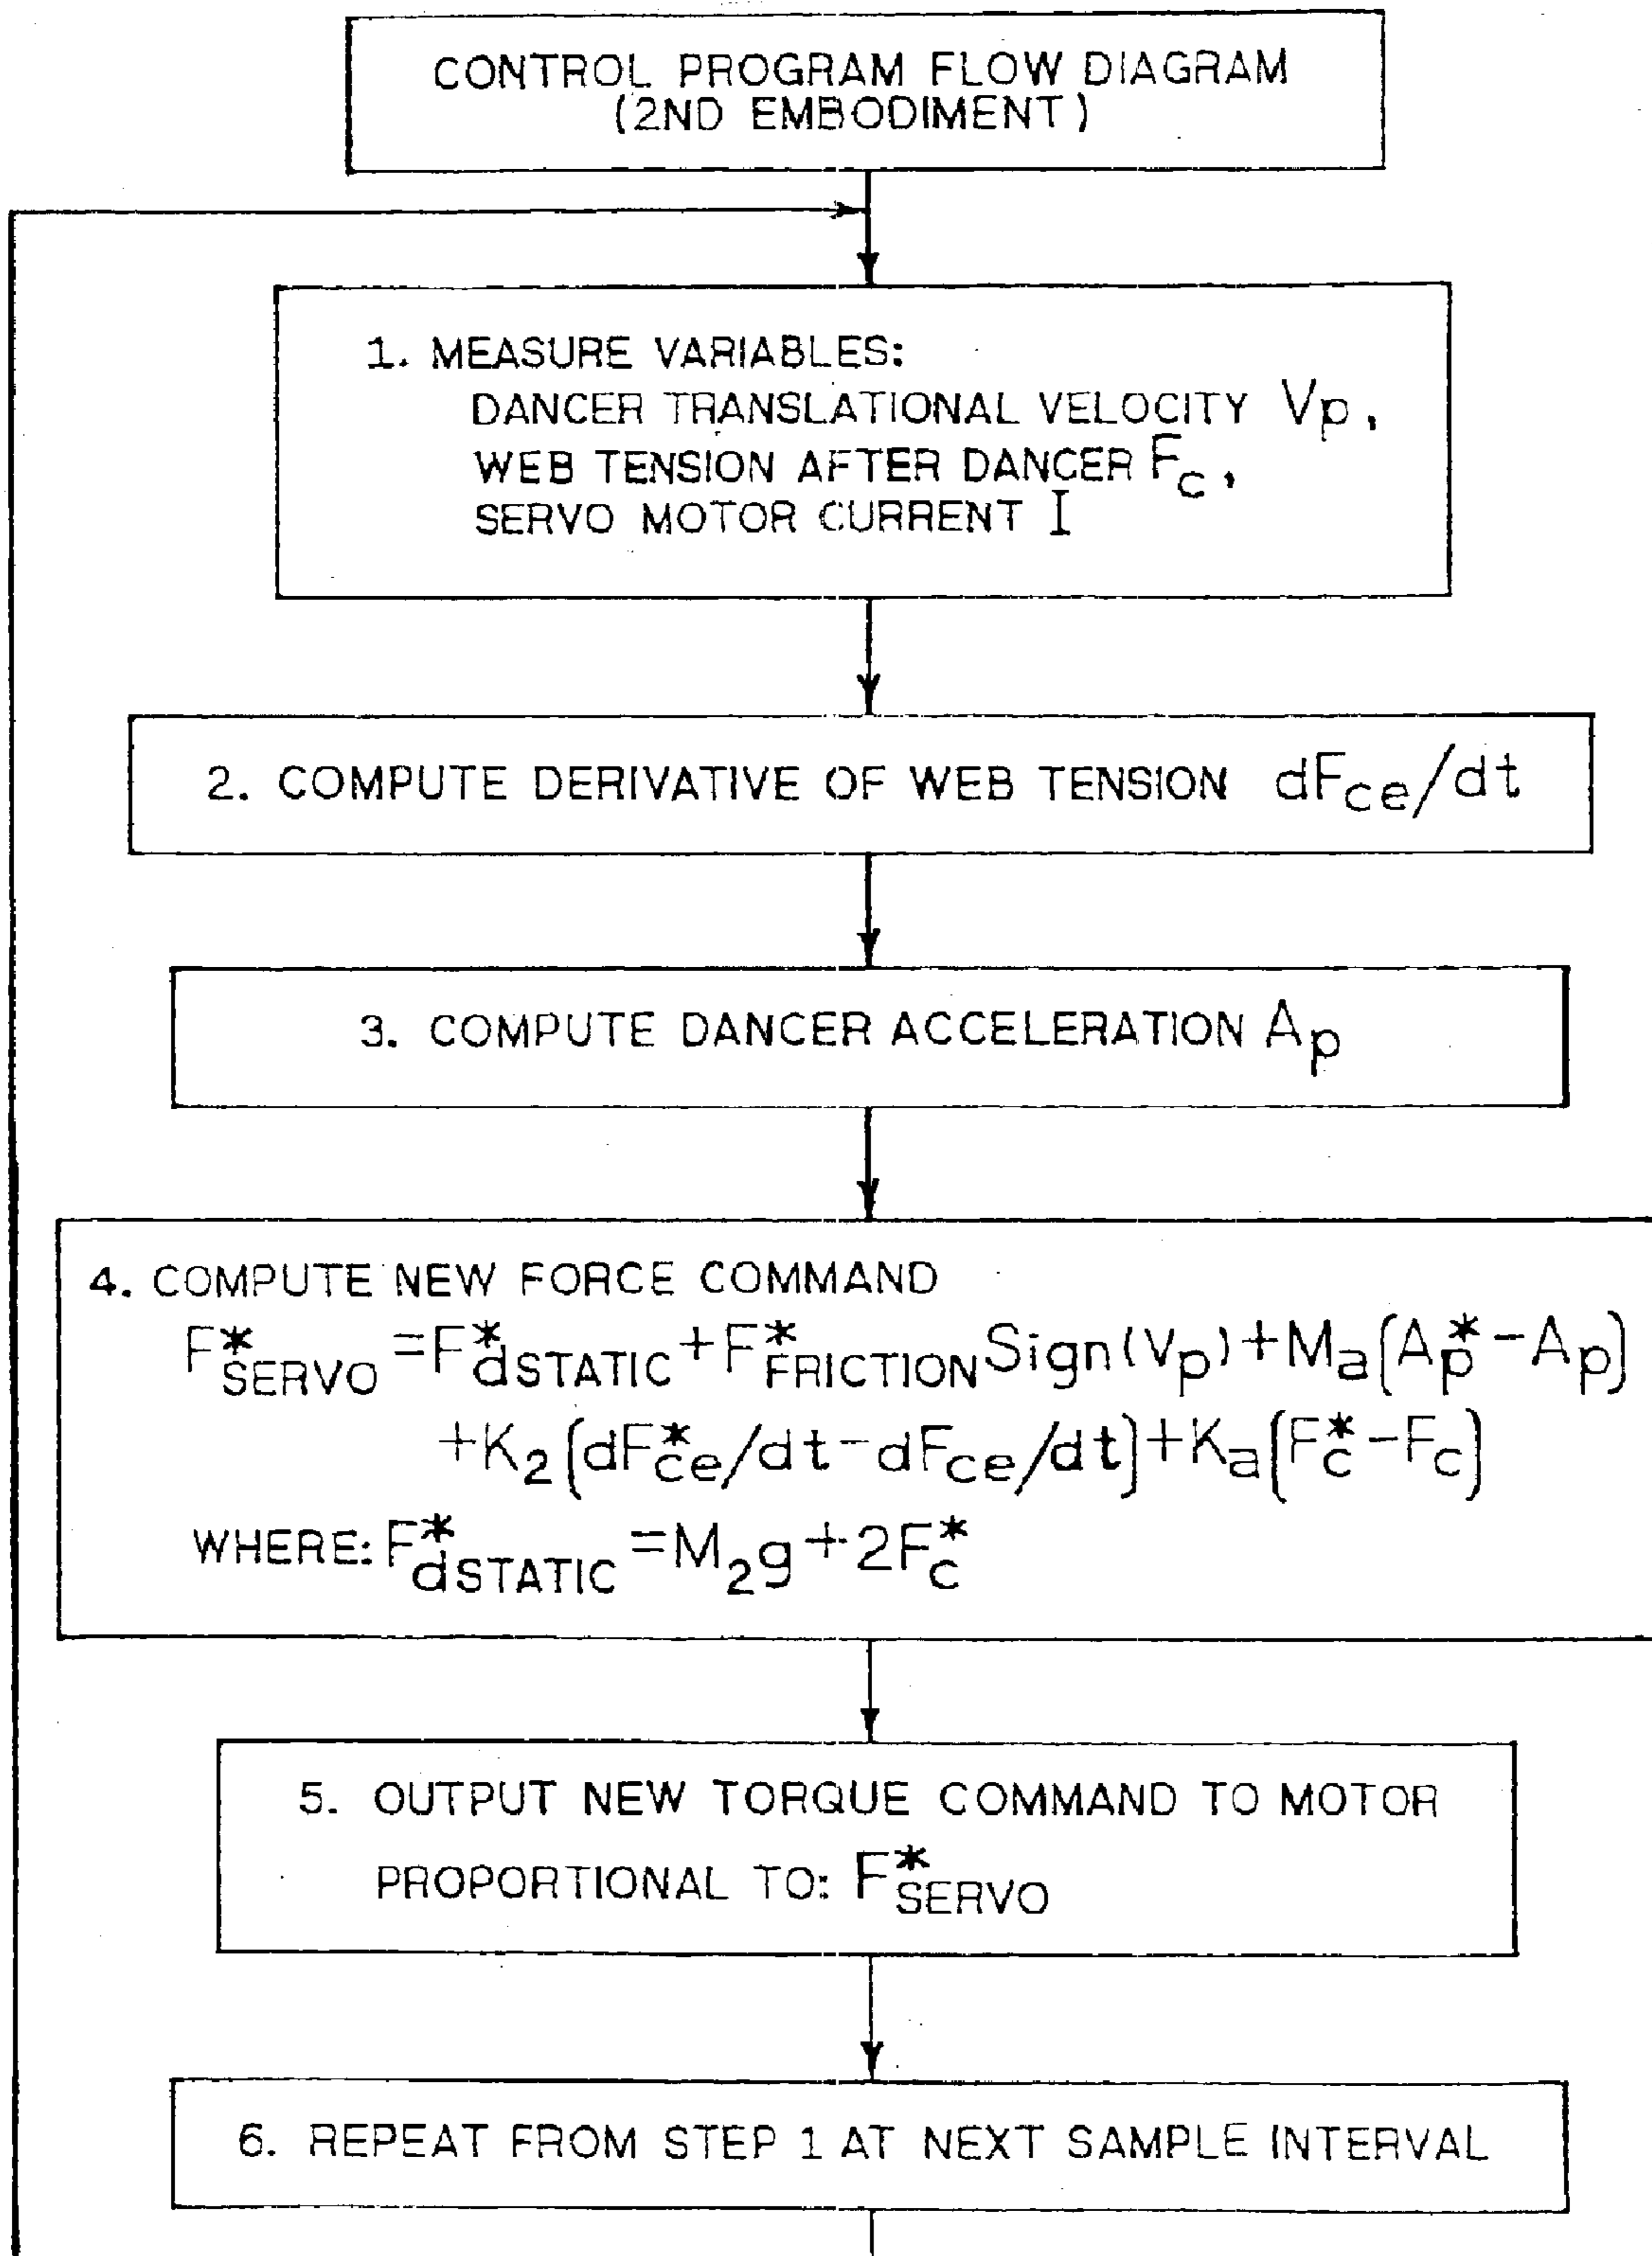 CONTROL PROGRAM FLOW DIAGRAM
(2ND EMBODIMENT)
1. MEASURE VARIABLES:
DANCER TRANSLATIONAL VELOCITY Vp,
WEB TENSION AFTER DANCER Fc,
SERVO MOTOR CURRENT I
2. COMPUTE DERIVATIVE OF WEB TENSION dFce/dt
3. COMPUTE DANCER ACCELERATION Ap
4. COMPUTE NEW FORCE COMMAND
F*SERVO = F*dSTATIC + F*FRICTION Sign(Vp) + Ma[A*p - Ap]
+K2[dF*ce/dt - dFce/dt] + Ka[F*c - Fc]
WHERE: F*dSTATIC = M2g + 2F*c
5. OUTPUT NEW TORQUE COMMAND TO MOTOR
PROPORTIONAL TO: F*SERVO
6. REPEAT FROM STEP 1 AT NEXT SAMPLE INTERVAL